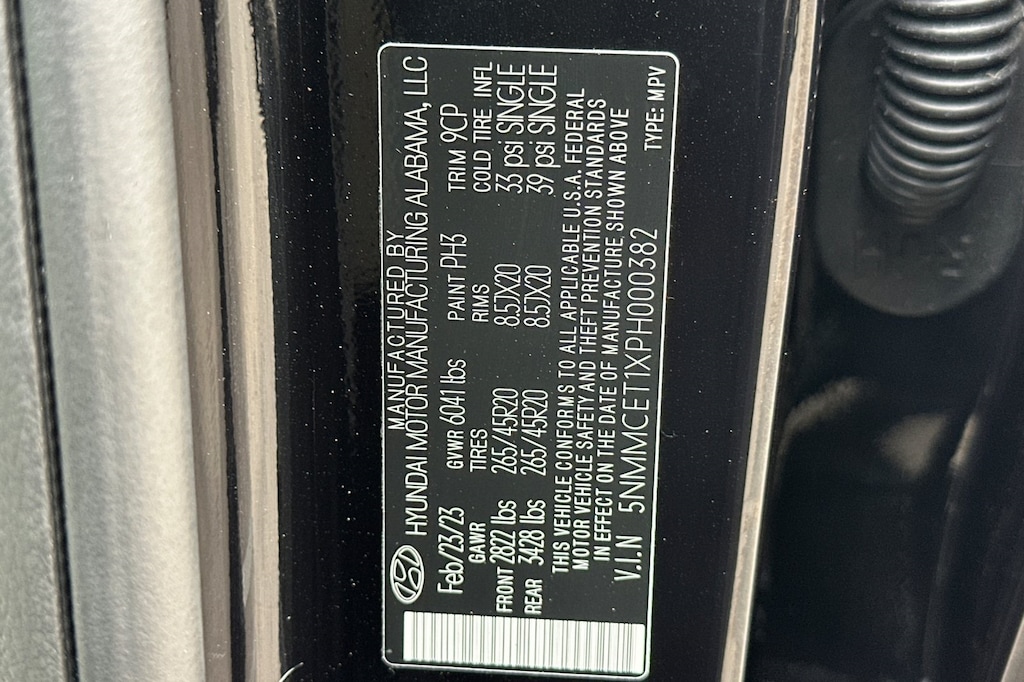 MANUFACTURED BY
HYUNDAI MOTOR MANUFACTURING ALABAMA, LLC
Feb/23/23 GVWR 6041 lbs PAINT PH3 TRIM 9CP
GAWR TIRES RIMS COLD TIRE INFL
FRONT 2822 lbs 265/45R20 8.5JX20 33 psi SINGLE
REAR 3428 lbs 265/45R20 8.5JX20 39 psi SINGLE
THIS VEHICLE CONFORMS TO ALL APPLICABLE U.S.A. FEDERAL
MOTOR VEHICLE SAFETY AND THEFT PREVENTION STANDARDS
IN EFFECT ON THE DATE OF MANUFACTURE SHOWN ABOVE
V.I.N 5NMMCET1XPH000382 TYPE: MPV